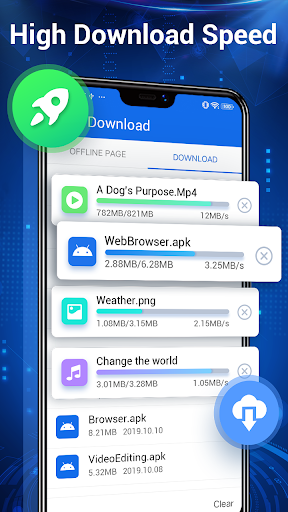 High Download Speed
Download
OFFLINE PAGE
DOWNLOAD
A Dog's Purpose.Mp4
782MB/821MB
12MB/s
WebBrowser.apk
2.88MB/6.28MB
3.25MB/s
Weather.png
1.08MB/3.15MB
2.15MB/s
Change the world
3.01MB/3.28MB
1.05MB/s
Browser.apk
8.21MB 2019.10.10
VideoEditing.apk
5.32MB 2019.10.08
Clear